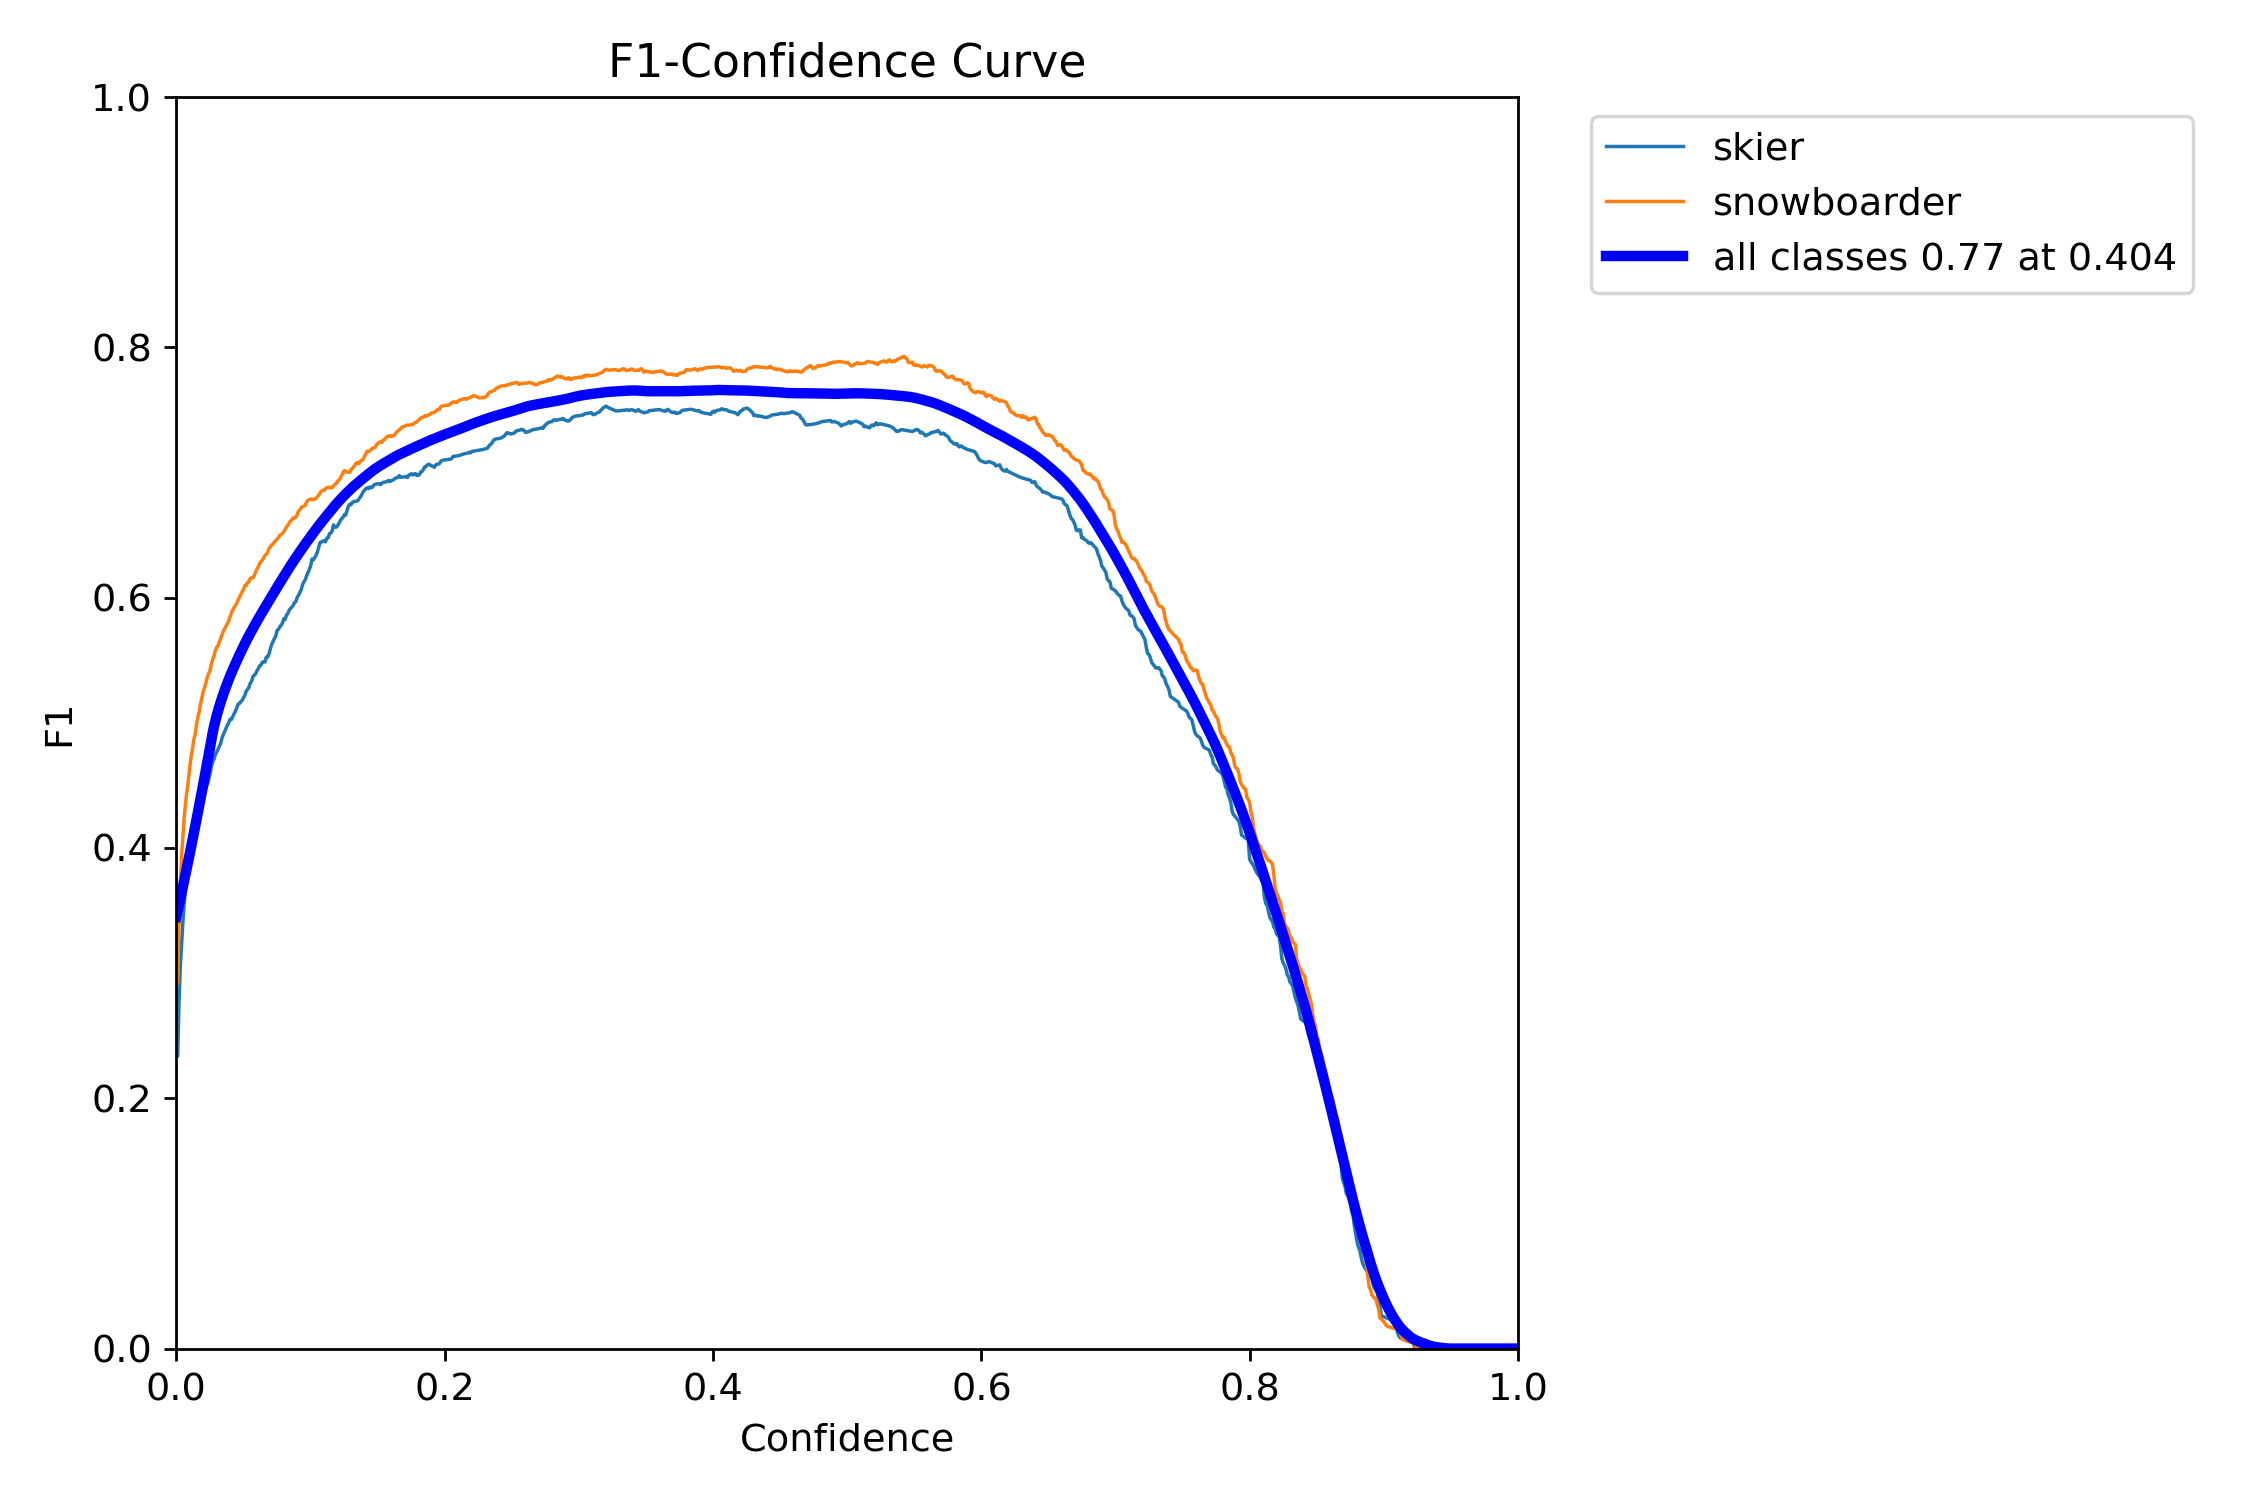 F1-Confidence Curve
1.0
0.8
0.6
0.4
0.2
0.0
F1
0.0 0.2 0.4 0.6 0.8 1.0
Confidence
skier
snowboarder
all classes 0.77 at 0.404